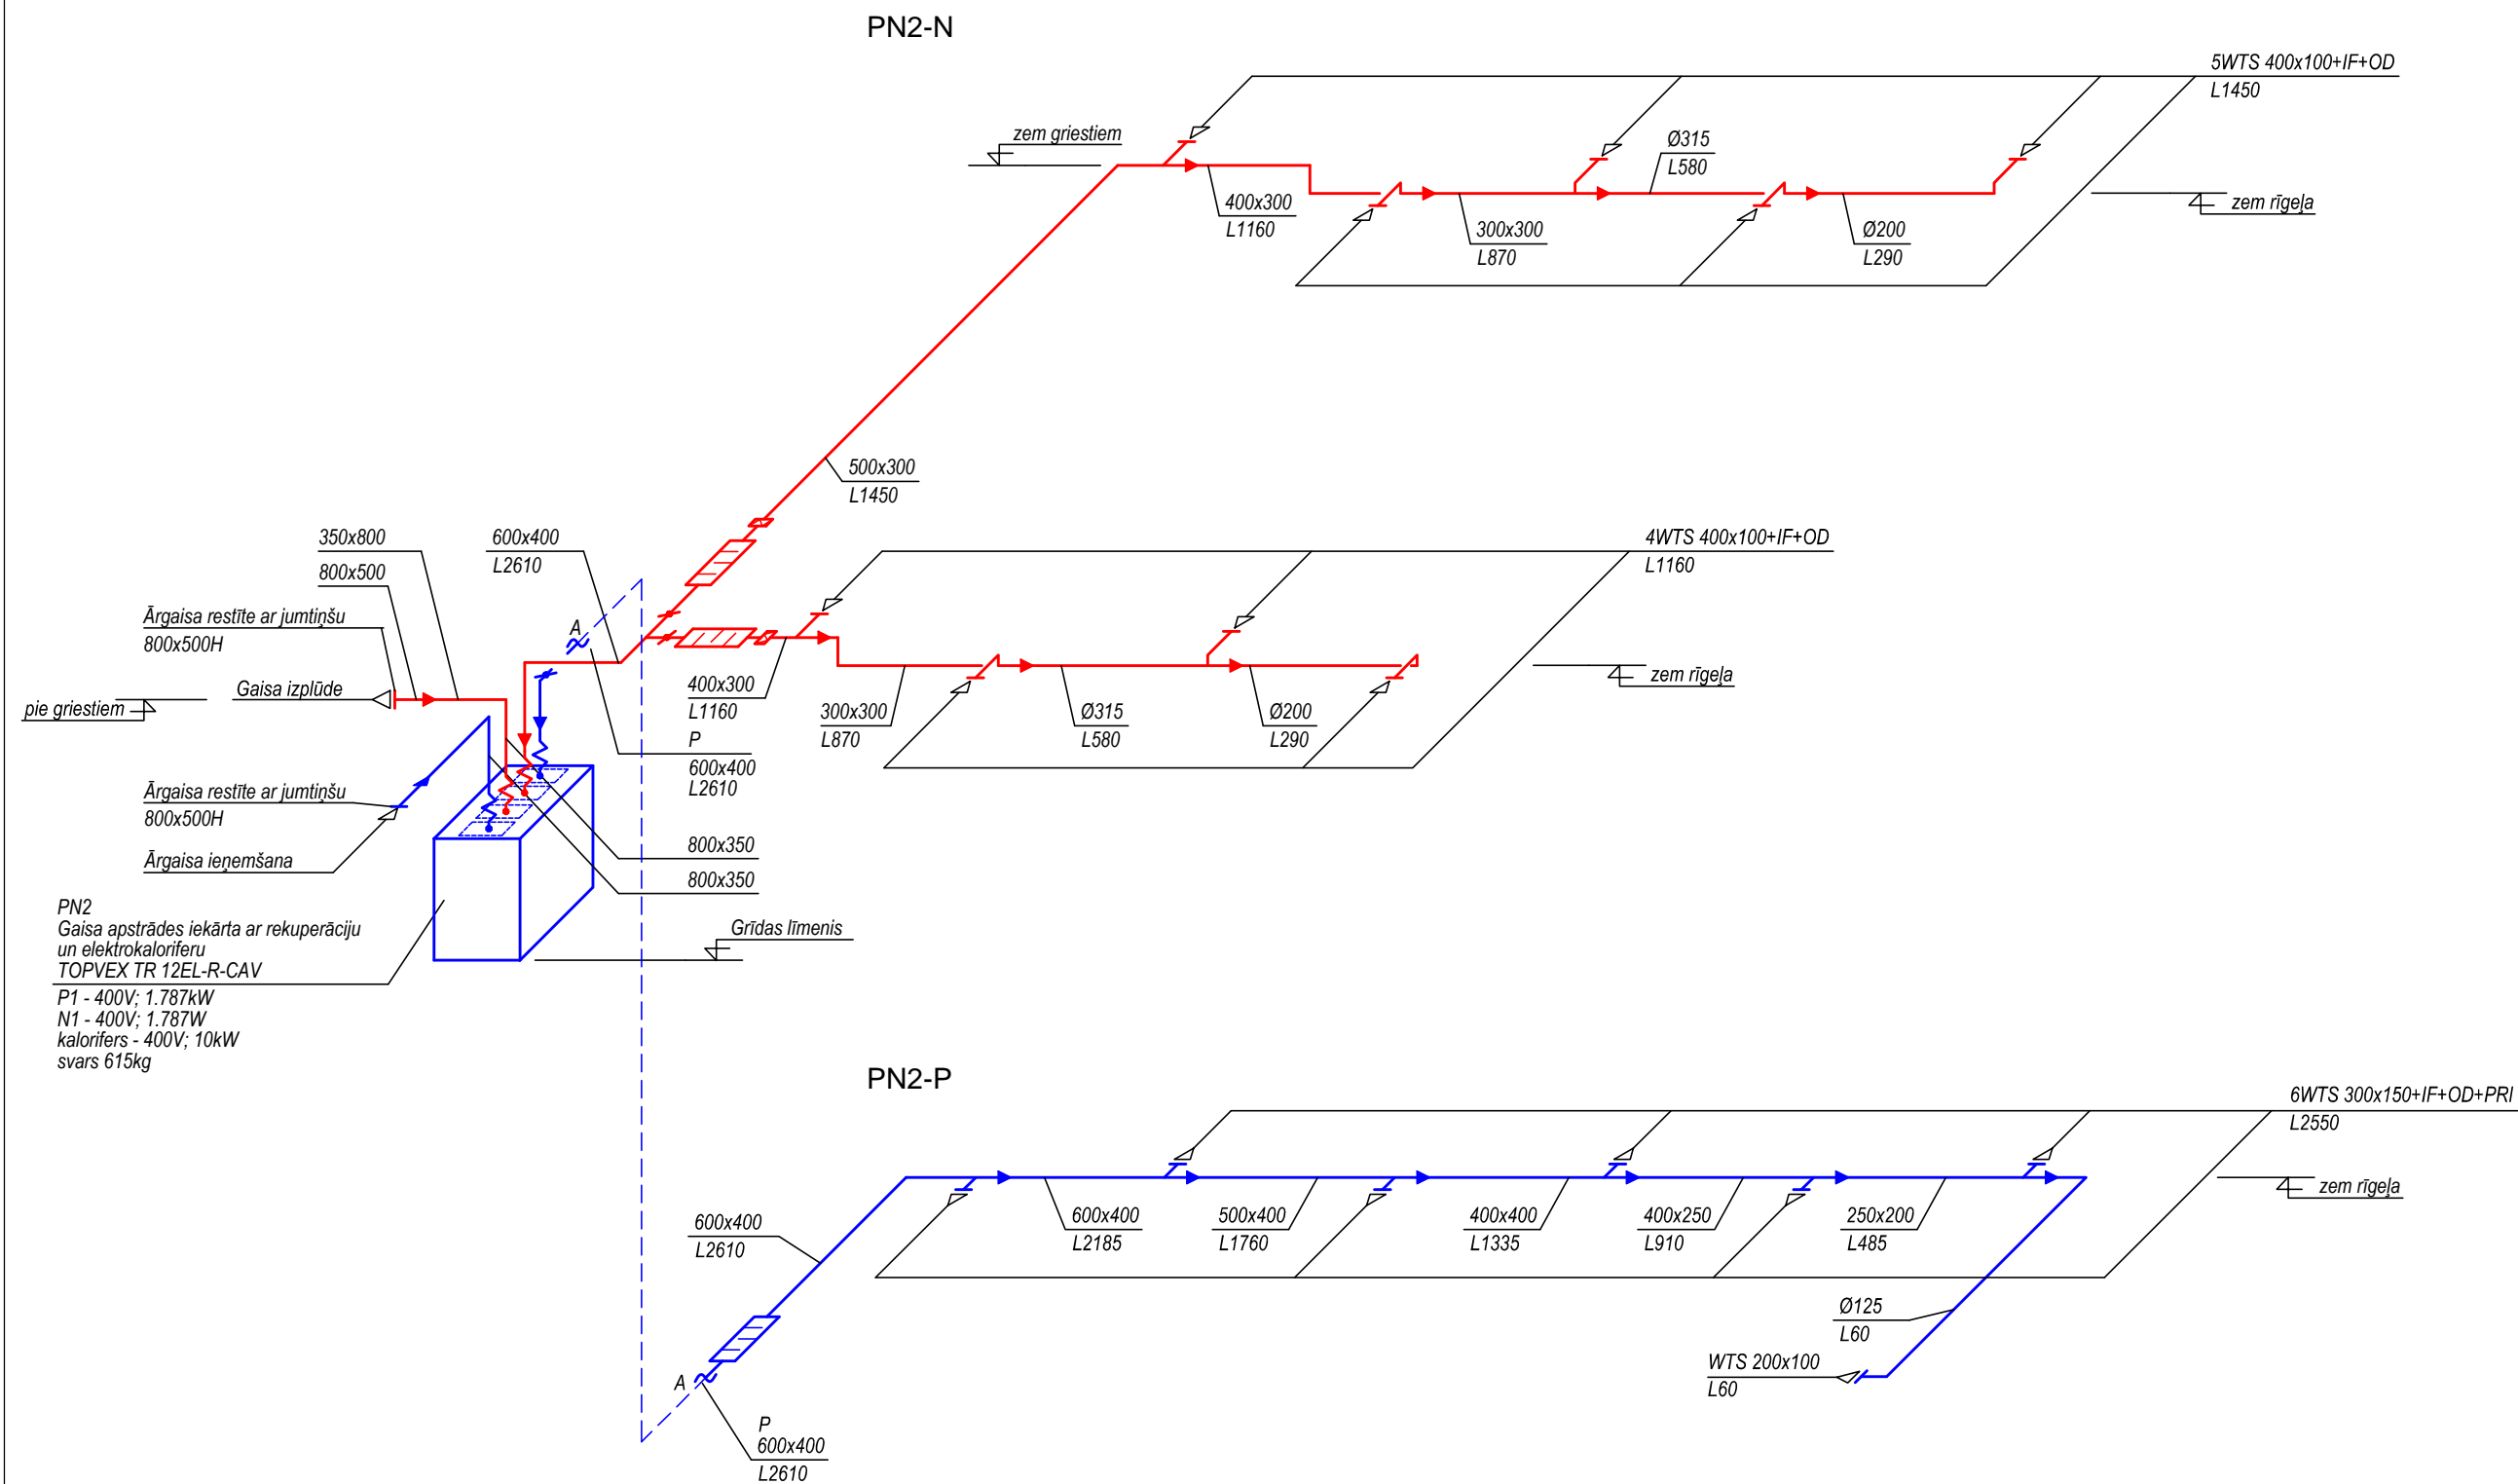 PN2-N
5WTS 400x100+IF+OD
L1450
zem griestiem
Ø315
L580
400x300
L1160
300x300
L870
Ø200
L290
zem rīgeļa
500x300
L1450
350x800
800x500
600x400
L2610
Ārgaisa restīte ar jumtiņšu
800x500H
Gaisa izplūde
pie griestiem
A
4WTS 400x100+IF+OD
L1160
400x300
L1160
300x300
L870
Ø315
L580
Ø200
L290
zem rīgeļa
P
600x400
L2610
Ārgaisa restīte ar jumtiņšu
800x500H
Ārgaisa ieņemšana
800x350
800x350
PN2
Gaisa apstrādes iekārta ar rekuperāciju
un elektrokaloriferu
TOPVEX TR 12EL-R-CAV
P1 - 400V; 1.787kW
N1 - 400V; 1.787W
kalorifers - 400V; 10kW
svars 615kg
Grīdas līmenis
PN2-P
6WTS 300x150+IF+OD+PRI
L2550
zem rīgeļa
600x400
L2610
600x400
L2185
500x400
L1760
400x400
L1335
400x250
L910
250x200
L485
Ø125
L60
WTS 200x100
L60
A
P
600x400
L2610